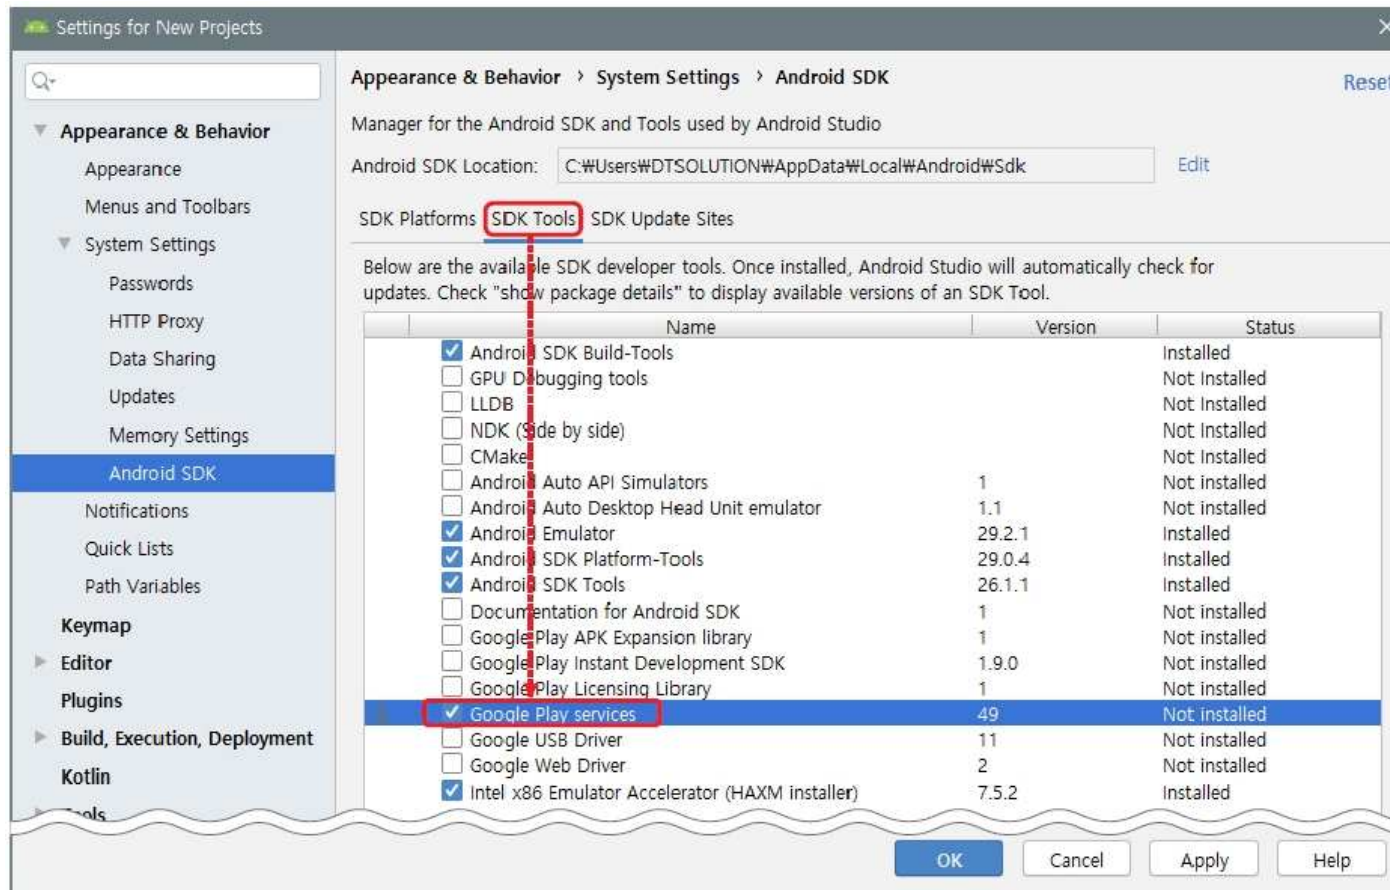 Settings for New Projects
Appearance & Behavior
Appearance
Menus and Toolbars
System Settings
Passwords
HTTP Proxy
Data Sharing
Updates
Memory Settings
Android SDK
Notifications
Quick Lists
Path Variables
Keymap
Editor
Plugins
Build, Execution, Deployment
Kotlin
Appearance & Behavior > System Settings > Android SDK
Reset
Manager for the Android SDK and Tools used by Android Studio
Android SDK Location: C:₩Users₩DTSOLUTION₩AppData₩Local₩Android₩Sdk Edit
SDK Platforms SDK Tools SDK Update Sites
Below are the available SDK developer tools. Once installed, Android Studio will automatically check for
updates. Check "show package details" to display available versions of an SDK Tool.
Name Version Status
Android SDK Build-Tools Installed
GPU Debugging tools Not Installed
LLDB Not Installed
NDK (Side by side) Not Installed
CMake Not Installed
Android Auto API Simulators 1 Not installed
Android Auto Desktop Head Unit emulator 1.1 Not installed
Android Emulator 29.2.1 Installed
Android SDK Platform-Tools 29.0.4 Installed
Android SDK Tools 26.1.1 Installed
Documentation for Android SDK 1 Not installed
Google Play APK Expansion library 1 Not installed
Google Play Instant Development SDK 1.9.0 Not installed
Google Play Licensing Library 1 Not installed
Google Play services 49 Not installed
Google USB Driver 11 Not installed
Google Web Driver 2 Not installed
Intel x86 Emulator Accelerator (HAXM installer) 7.5.2 Installed
OK Cancel Apply Help